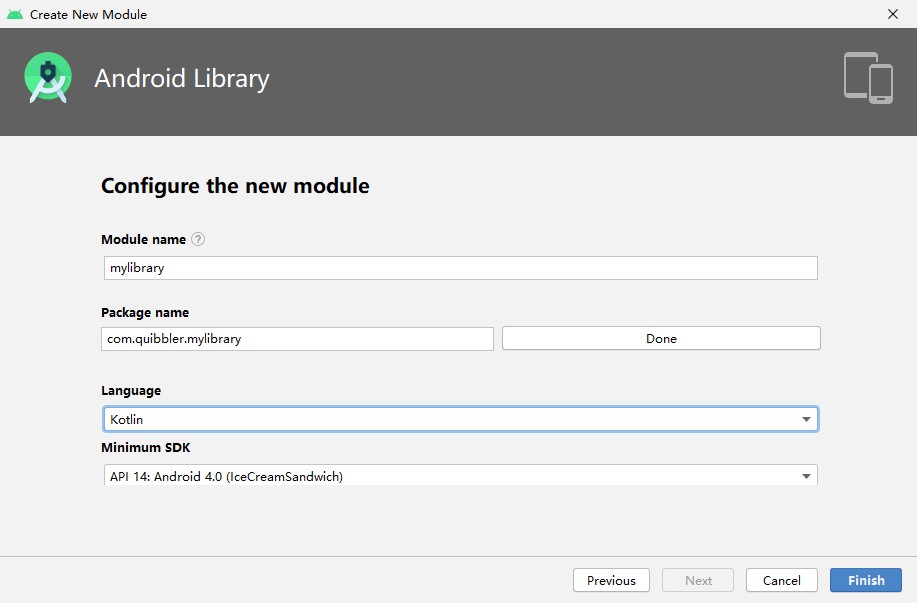 Create New Module
Android Library
Configure the new module
Module name ?
mylibrary
Package name
com.quibbler.mylibrary
Done
Language
Kotlin
Minimum SDK
API 14: Android 4.0 (IceCreamSandwich)
Previous
Next
Cancel
Finish